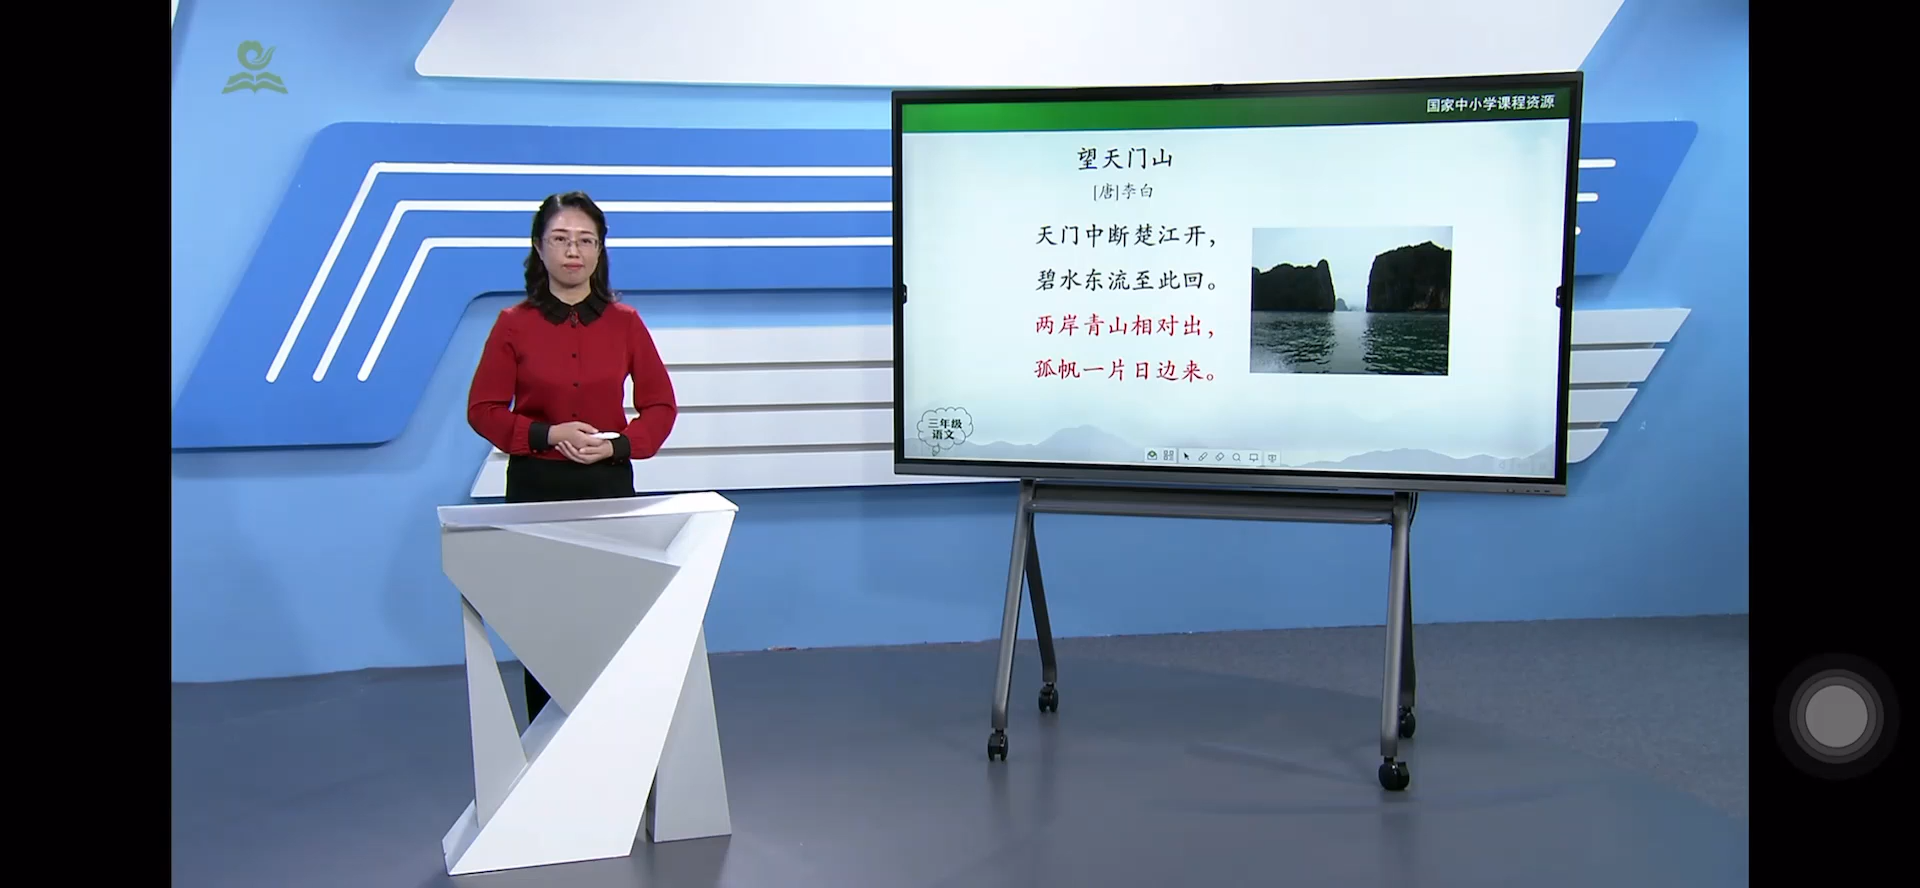 国家中小学课程资源
望天门山
[唐]李白
天门中断楚江开，
碧水东流至此回。
两岸青山相对出，
孤帆一片日边来。
三年级
语文